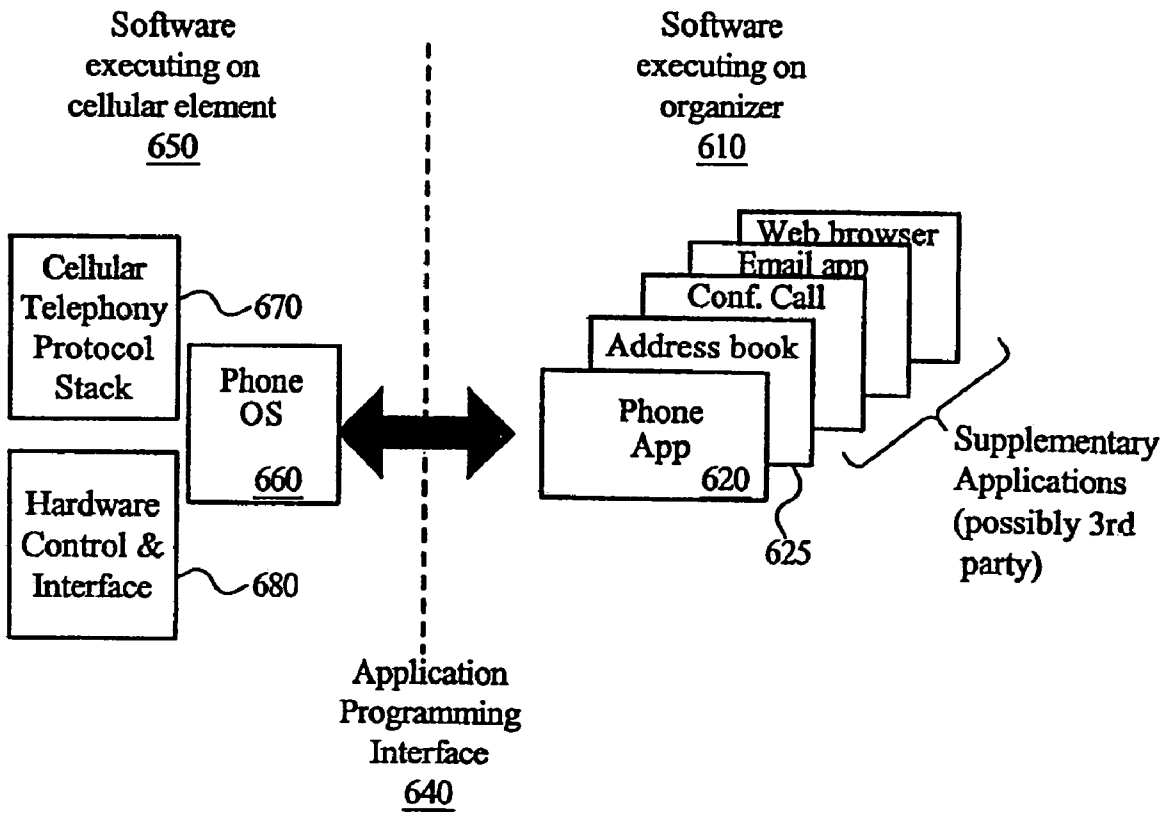 Software
executing on
cellular element
650
Software
executing on
organizer
610
Cellular
Telephony
Protocol
Stack
670
Phone
OS
660
Hardware
Control &
Interface
680
Web browser
Email app
Conf. Call
Address book
Phone
App
620
625
Supplementary
Applications
(possibly 3rd
party)
Application
Programming
Interface
640